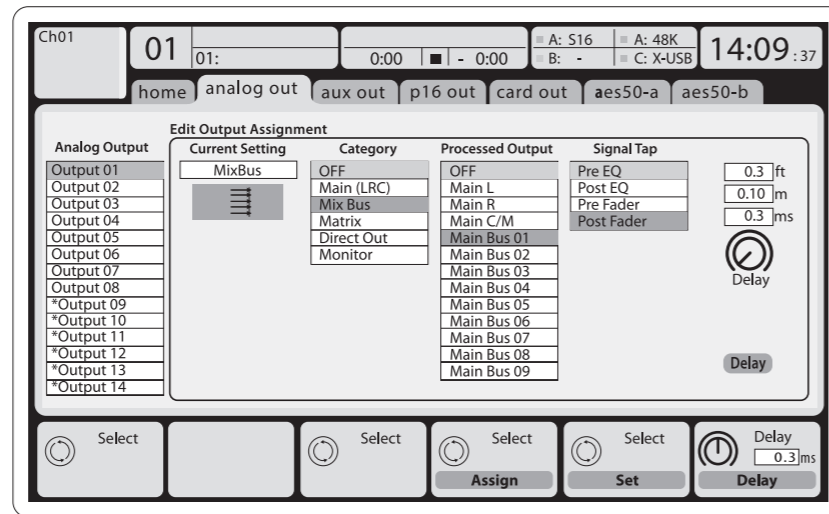 Ch01
01
01:
0:00
- 0:00
A: S16
B: -
A: 48K
C: X-USB
14:09 :37
home
analog out
aux out
p16 out
card out
aes50-a
aes50-b
Edit Output Assignment
Analog Output
Current Setting
Category
Processed Output
Signal Tap
Output 01
Output 02
Output 03
Output 04
Output 05
Output 06
Output 07
Output 08
*Output 09
*Output 10
*Output 11
*Output 12
*Output 13
*Output 14
MixBus
OFF
Main (LRC)
Mix Bus
Matrix
Direct Out
Monitor
OFF
Main L
Main R
Main C/M
Main Bus 01
Main Bus 02
Main Bus 03
Main Bus 04
Main Bus 05
Main Bus 06
Main Bus 07
Main Bus 08
Main Bus 09
Pre EQ
Post EQ
Pre Fader
Post Fader
0.3 ft
0.10 m
0.3 ms
Delay
Delay
Select
Select
Select
Assign
Select
Set
Delay
0.3 ms
Delay